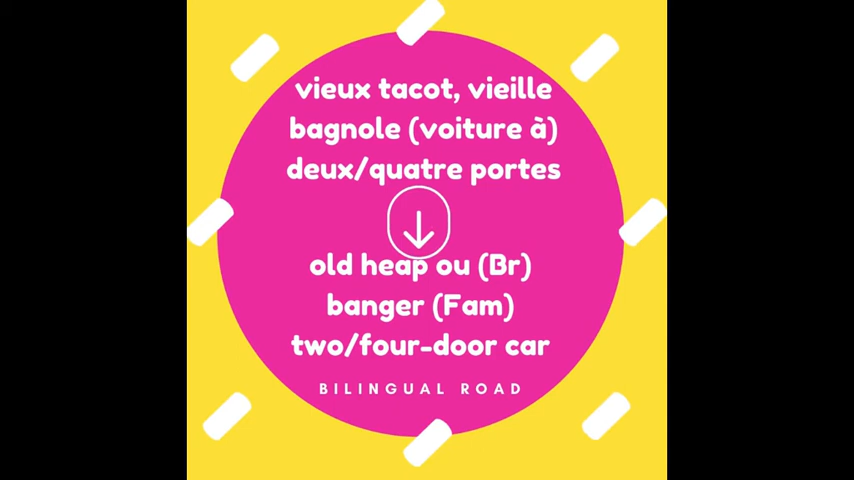 vieux tacot, vieille
bagnole (voiture à)
deux/quatre portes
old heap ou (Br)
banger (Fam)
two/four-door car
BILINGUAL ROAD